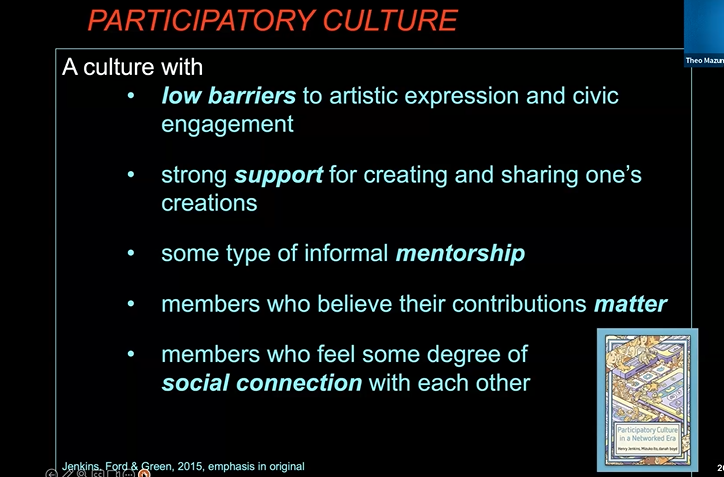 PARTICIPATORY CULTURE
Theo Mazun
A culture with
• low barriers to artistic expression and civic
engagement
• strong support for creating and sharing one's
creations
• some type of informal mentorship
• members who believe their contributions matter
• members who feel some degree of
social connection with each other
Participatory Culture
in a Networked Era
Henry Jenkins, Mizuko Ito, danah boyd
Jenkins, Ford & Green, 2015, emphasis in original